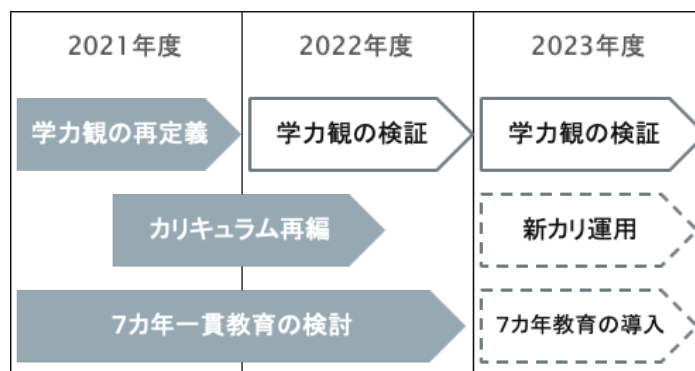 2021年度 2022年度 2023年度
学力観の再定義 学力観の検証 学力観の検証
カリキュラム再編 新カリ運用
7カ年一貫教育の検討 7カ年教育の導入